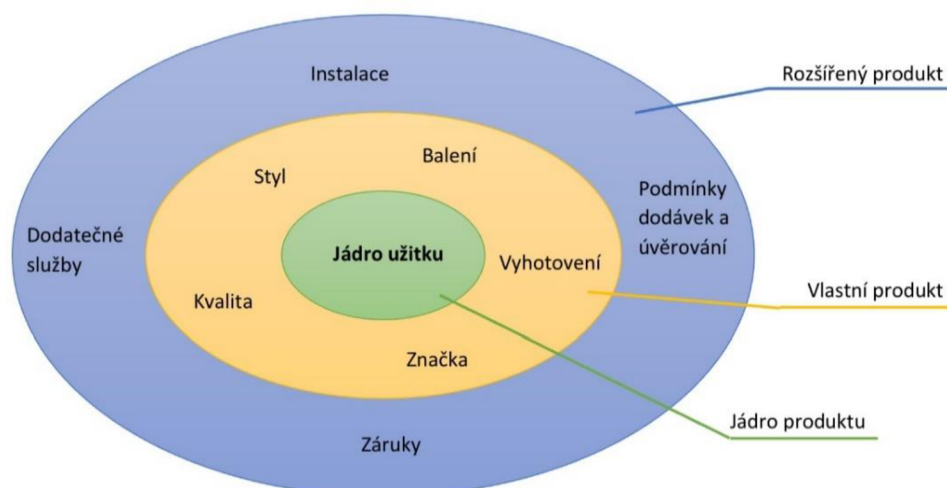 Instalace
Rozšířený produkt
Balení
Styl
Podmínky
dodávek a
úvěrování
Dodatečné
služby
Jádro užitku
Vyhotovení
Vlastní produkt
Kvalita
Značka
Jádro produktu
Záruky